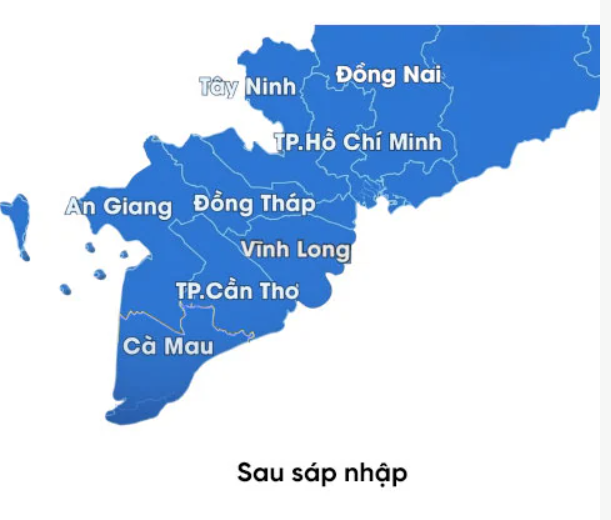 Đồng Nai
Tây Ninh
TP.Hồ Chí Minh
An Giang
Đồng Tháp
Vĩnh Long
TP.Cần Thơ
Cà Mau
Sau sáp nhập